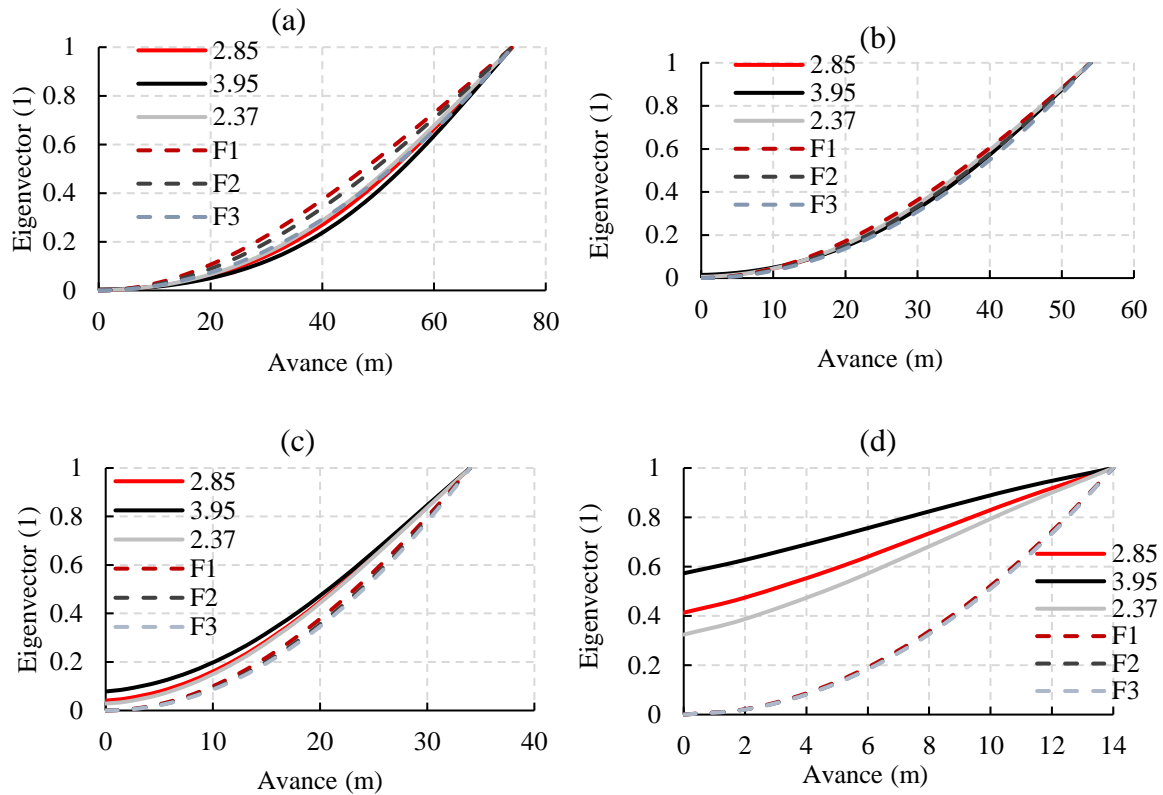 (a)
Eigenvector (1)
1
0.8
0.6
0.4
0.2
0
2.85
3.95
2.37
F1
F2
F3
0 20 40 60 80
Avance (m)
(b)
Eigenvector (1)
1
0.8
0.6
0.4
0.2
0
2.85
3.95
2.37
F1
F2
F3
0 10 20 30 40 50 60
Avance (m)
(c)
Eigenvector (1)
1
0.8
0.6
0.4
0.2
0
2.85
3.95
2.37
F1
F2
F3
0 10 20 30 40
Avance (m)
(d)
Eigenvector (1)
1
0.8
0.6
0.4
0.2
0
2.85
3.95
2.37
F1
F2
F3
0 2 4 6 8 10 12 14
Avance (m)